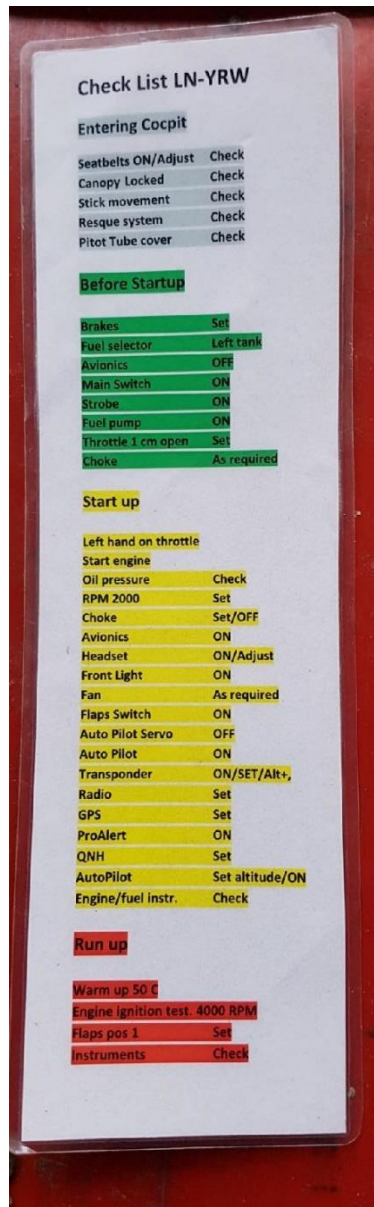 Check List LN-YRW
Entering Cocpit
Seatbelts ON/Adjust Check
Canopy Locked Check
Stick movement Check
Resque system Check
Pitot Tube cover Check
Before Startup
Brakes Set
Fuel selector Left tank
Avionics OFF
Main Switch ON
Strobe ON
Fuel pump ON
Throttle 1 cm open Set
Choke As required
Start up
Left hand on throttle
Start engine
Oil pressure Check
RPM 2000 Set
Choke Set/OFF
Avionics ON
Headset ON/Adjust
Front Light ON
Fan As required
Flaps Switch ON
Auto Pilot Servo OFF
Auto Pilot ON
Transponder ON/SET/Alt+,
Radio Set
GPS Set
ProAlert ON
QNH Set
AutoPilot Set altitude/ON
Engine/fuel instr. Check
Run up
Warm up 50 C
Engine Ignition test. 4000 RPM
Flaps pos 1 Set
Instruments Check